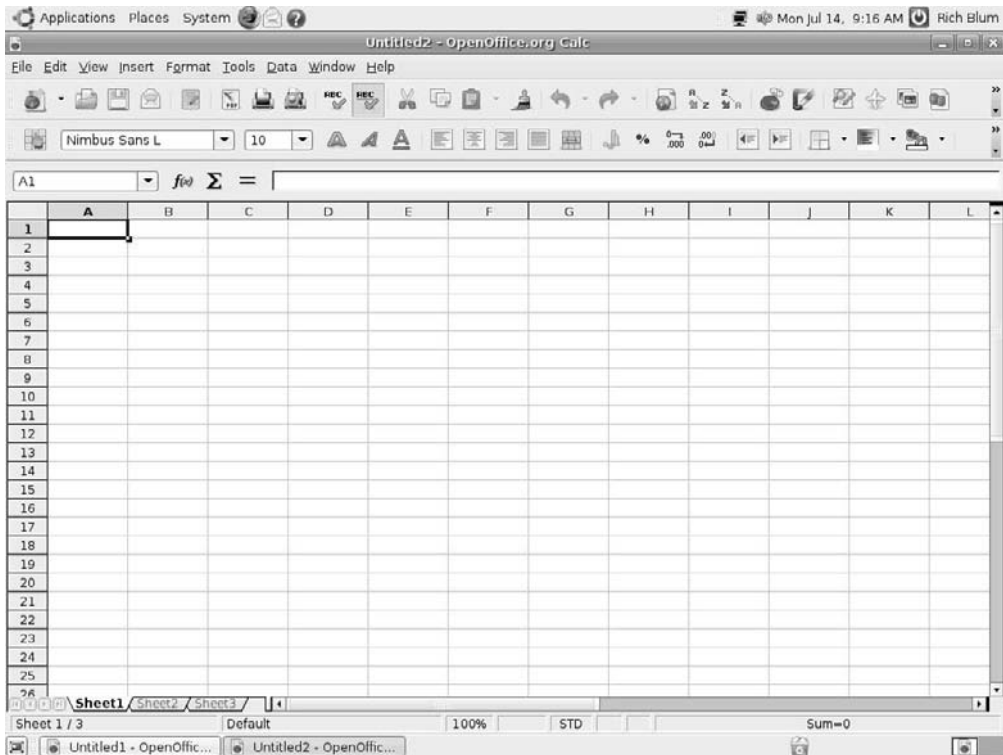 Applications Places System Mon Jul 14, 9:16 AM Rich Blum
Untitled2 - OpenOffice.org Calc
File Edit View Insert Format Tools Data Window Help
Nimbus Sans L 10
A1 f(x) Σ =
A B C D E F G H I J K L
1
2
3
4
5
6
7
8
9
10
11
12
13
14
15
16
17
18
19
20
21
22
23
24
25
26
Sheet1 Sheet2 Sheet3
Sheet 1 / 3 Default 100% STD Sum=0
Untitled1 - OpenOffic... Untitled2 - OpenOffic...